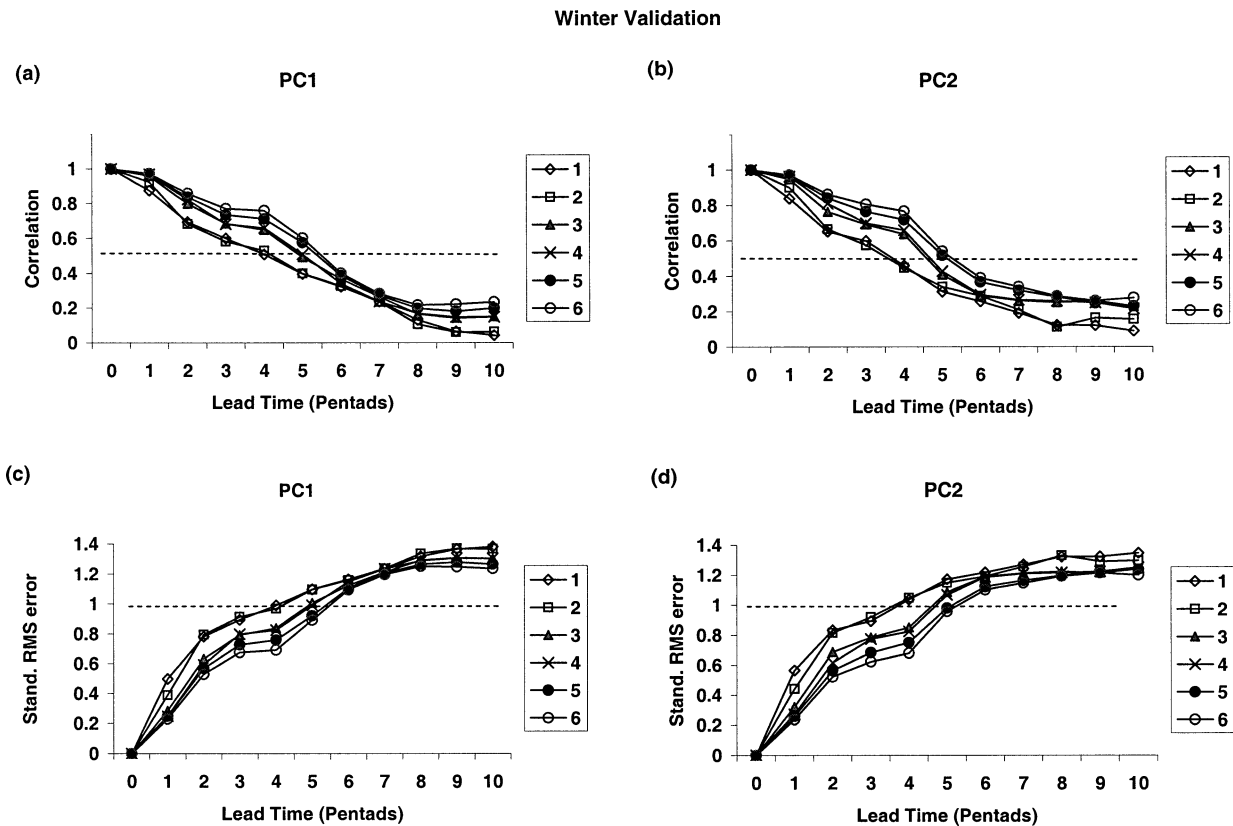 Winter Validation
(a)
PC1
Correlation
1
0.8
0.6
0.4
0.2
0
0 1 2 3 4 5 6 7 8 9 10
Lead Time (Pentads)
1
2
3
4
5
6
(b)
PC2
Correlation
1
0.8
0.6
0.4
0.2
0
0 1 2 3 4 5 6 7 8 9 10
Lead Time (Pentads)
1
2
3
4
5
6
(c)
PC1
Stand. RMS error
1.4
1.2
1
0.8
0.6
0.4
0.2
0
0 1 2 3 4 5 6 7 8 9 10
Lead Time (Pentads)
1
2
3
4
5
6
(d)
PC2
Stand. RMS error
1.4
1.2
1
0.8
0.6
0.4
0.2
0
0 1 2 3 4 5 6 7 8 9 10
Lead Time (Pentads)
1
2
3
4
5
6